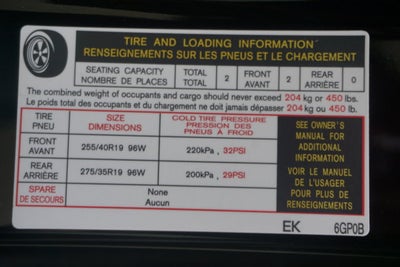 TIRE AND LOADING INFORMATION
RENSEIGNEMENTS SUR LES PNEUS ET LE CHARGEMENT
SEATING CAPACITY TOTAL 2 FRONT 2 REAR 0
NOMBRE DE PLACES TOTAL AVANT ARRIÈRE
The combined weight of occupants and cargo should never exceed 204 kg or 450 lbs.
Le poids total des occupants et du chargement ne doit jamais dépasser 204 kg ou 450 lb.
TIRE SIZE COLD TIRE PRESSURE
PNEU DIMENSIONS PRESSION DES
PNEUS À FROID
FRONT
AVANT 255/40R19 96W 220kPa , 32PSI
REAR
ARRIÈRE 275/35R19 96W 200kPa , 29PSI
SPARE None
DE SECOURS Aucun
SEE OWNER'S
MANUAL FOR
ADDITIONAL
INFORMATION
VOIR LE MANUEL
DE L'USAGER
POUR PLUS DE
RENSEIGNEMENTS
EK 6GP0B